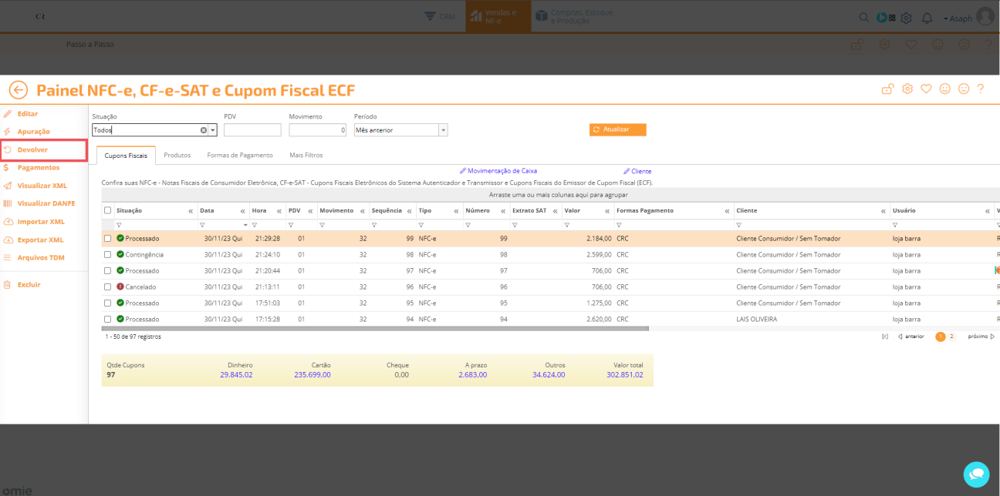 CR
CRM
Vendas e
NF-e
Compras, Estoque
e Produção
Asaph
Passo a Passo
?
Painel NFC-e, CF-e-SAT e Cupom Fiscal ECF
?
Editar
Apuração
Devolver
Pagamentos
Visualizar XML
Visualizar DANFE
Importar XML
Exportar XML
Arquivos TDM
Excluir
Situação PDV Movimento Período
Todos 0 Mês anterior Atualizar
Cupons Fiscais Produtos Formas de Pagamento Mais Filtros
Movimentação de Caixa Cliente
Confira suas NFC-e - Notas Fiscais de Consumidor Eletrônica, CF-e-SAT - Cupons Fiscais Eletrônicos do Sistema Autenticador e Transmissor e Cupons Fiscais do Emissor de Cupom Fiscal (ECF).
Arraste uma ou mais colunas aqui para agrupar
Situação « Data « Hora « PDV « Movimento « Sequência « Tipo « Número « Extrato SAT « Valor « Formas Pagamento « Cliente « Usuário « V
Processado 30/11/23 Qui 21:29:28 01 32 99 NFC-e 99 2.184,00 CRC Cliente Consumidor / Sem Tomador loja barra R
Contingência 30/11/23 Qui 21:24:10 01 32 98 NFC-e 98 2.599,00 CRC Cliente Consumidor / Sem Tomador loja barra R
Processado 30/11/23 Qui 21:20:44 01 32 97 NFC-e 97 706,00 CRC Cliente Consumidor / Sem Tomador loja barra
Cancelado 30/11/23 Qui 21:13:11 01 32 96 NFC-e 96 706,00 CRC Cliente Consumidor / Sem Tomador loja barra R
Processado 30/11/23 Qui 17:51:03 01 32 95 NFC-e 95 1.275,00 CRC Cliente Consumidor / Sem Tomador loja barra R
Processado 30/11/23 Qui 17:15:28 01 32 94 NFC-e 94 2.620,00 CRC LAIS OLIVEIRA loja barra R
1 - 50 de 97 registros anterior 1 2 próximo
Qtde Cupons Dinheiro Cartão Cheque A prazo Outros Valor total
97 29.845,02 235.699,00 0,00 2.683,00 34.624,00 302.851,02
omie